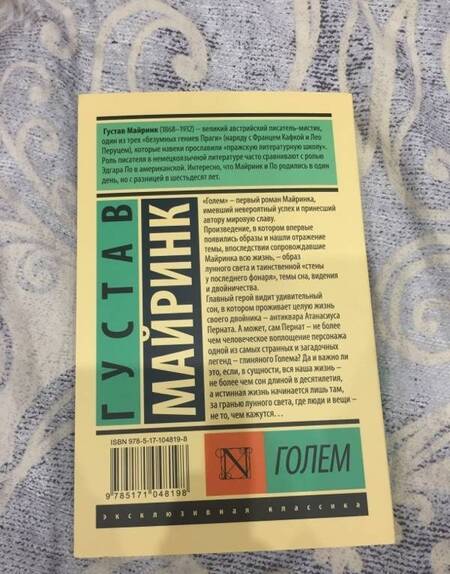 Густав Майринк (1868–1932) – великий австрийский писатель-мистик,
один из трех «безумных гениев Праги» (наряду с Францем Кафкой и Лео
Перуцем), которые навеки прославили «пражскую литературную школу».
Роль писателя в немецкоязычной литературе часто сравнивают с ролью
Эдгара По в американской. Интересно, что Майринк и По родились в один
день, но с разницей в шестьдесят лет.
ГУСТАВ
МАЙРИНК
«Голем» – первый роман Майринка,
имевший невероятный успех и принесший
автору мировую славу.
Произведение, в котором впервые
появились образы и нашли отражение
темы, впоследствии сопровождавшие
Майринка всю жизнь, – образ
лунного света и таинственной «стены
у последнего фонаря», темы сна, видения
и двойничества.
Главный герой видит удивительный
сон, в котором проживает целую жизнь
своего двойника – антиквара Атанасиуса
Перната. А может, сам Пернат – не более
чем человеческое воплощение персонажа
одной из самых странных и загадочных
легенд – глиняного Голема? Да и важно ли
это, если, в сущности, вся наша жизнь –
не более чем сон длиной в десятилетия,
а истинная жизнь начинается лишь там,
за гранью лунного света, где люди и вещи –
не то, чем кажутся…
ISBN 978-5-17-104819-8
9 785171 048198
N
ГОЛЕМ
эксклюзивная классика